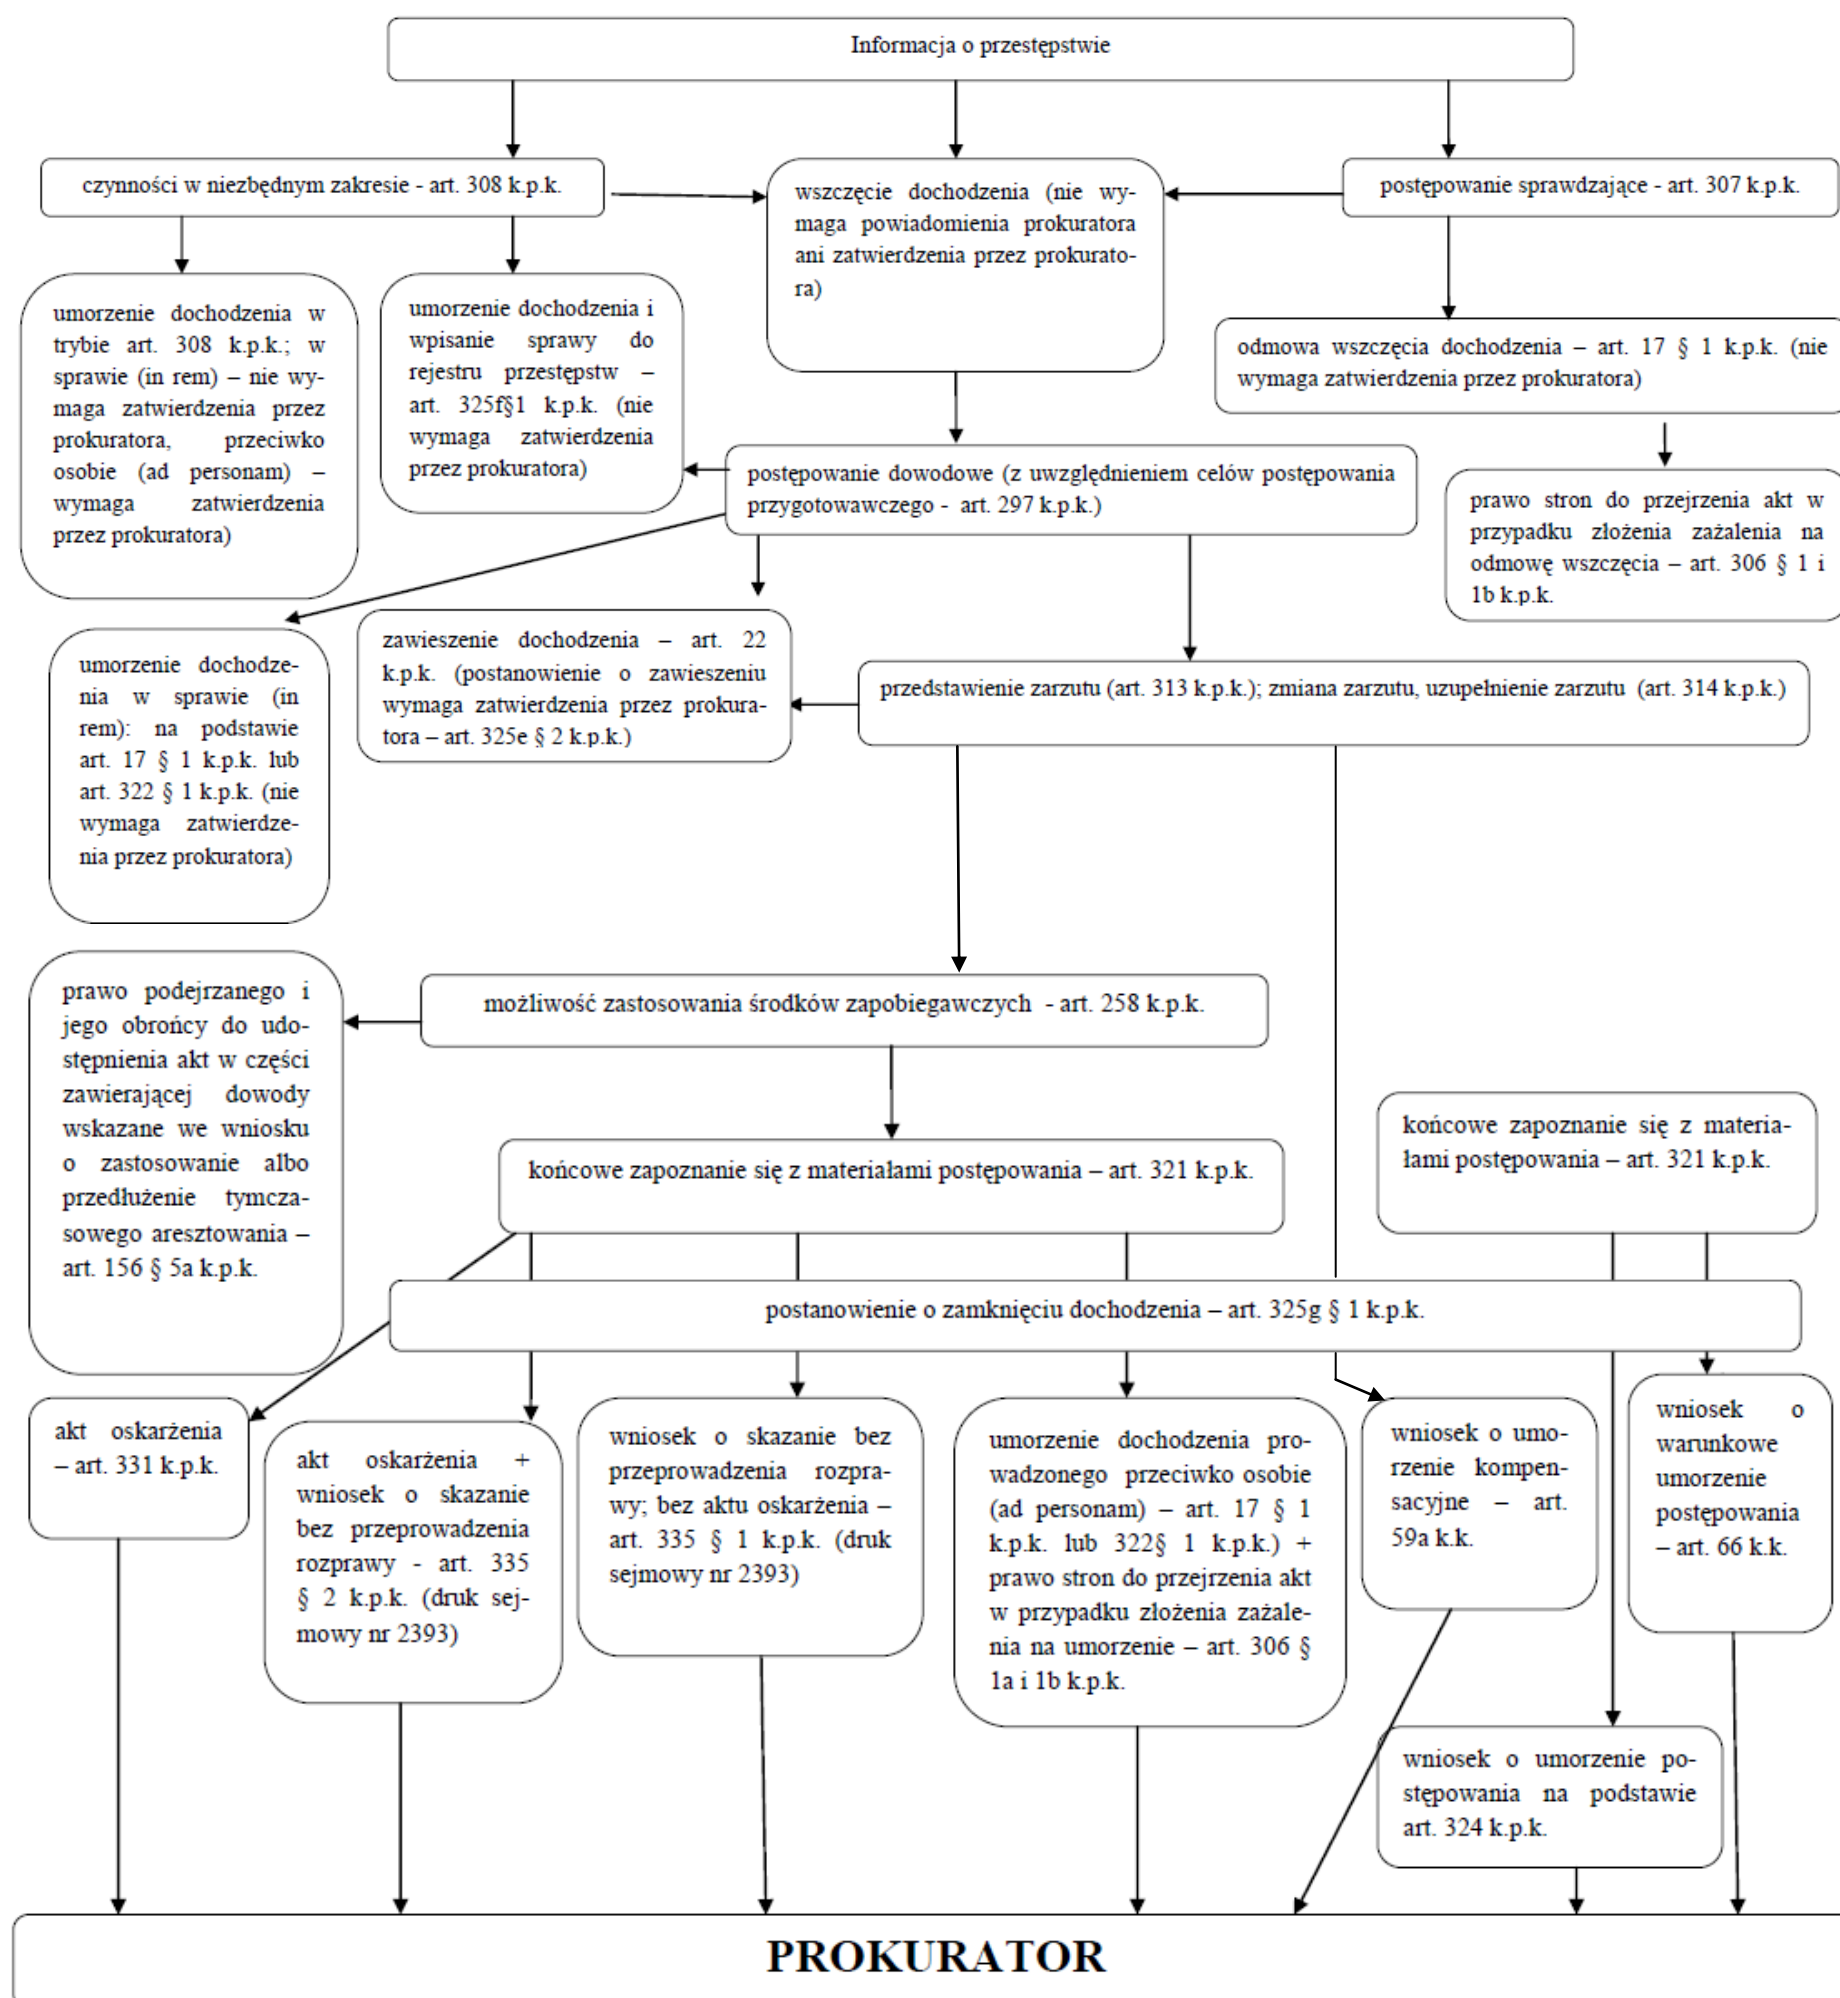 Informacja o przestępstwie
czynności w niezbędnym zakresie - art. 308 k.p.k.
wszczęcie dochodzenia (nie wy-
maga powiadomienia prokuratora
ani zatwierdzenia przez prokurato-
ra)
postępowanie sprawdzające - art. 307 k.p.k.
umorzenie dochodzenia w
trybie art. 308 k.p.k.; w
sprawie (in rem) – nie wy-
maga zatwierdzenia przez
prokuratora, przeciwko
osobie (ad personam) –
wymaga zatwierdzenia
przez prokuratora)
umorzenie dochodzenia i
wpisanie sprawy do
rejestru przestępstw –
art. 325f§1 k.p.k. (nie
wymaga zatwierdzenia
przez prokuratora)
odmowa wszczęcia dochodzenia – art. 17 § 1 k.p.k. (nie
wymaga zatwierdzenia przez prokuratora)
postępowanie dowodowe (z uwzględnieniem celów postępowania
przygotowawczego - art. 297 k.p.k.)
prawo stron do przejrzenia akt w
przypadku złożenia zażalenia na
odmowę wszczęcia – art. 306 § 1 i
1b k.p.k.
umorzenie dochodze-
nia w sprawie (in
rem): na podstawie
art. 17 § 1 k.p.k. lub
art. 322 § 1 k.p.k. (nie
wymaga zatwierdze-
nia przez prokuratora)
zawieszenie dochodzenia – art. 22
k.p.k. (postanowienie o zawieszeniu
wymaga zatwierdzenia przez prokura-
tora – art. 325e § 2 k.p.k.)
przedstawienie zarzutu (art. 313 k.p.k.); zmiana zarzutu, uzupełnienie zarzutu (art. 314 k.p.k.)
prawo podejrzanego i
jego obrońcy do udo-
stępnienia akt w części
zawierającej dowody
wskazane we wniosku
o zastosowanie albo
przedłużenie tymcza-
sowego aresztowania –
art. 156 § 5a k.p.k.
możliwość zastosowania środków zapobiegawczych - art. 258 k.p.k.
końcowe zapoznanie się z materiałami postępowania – art. 321 k.p.k.
końcowe zapoznanie się z materia-
łami postępowania – art. 321 k.p.k.
postanowienie o zamknięciu dochodzenia – art. 325g § 1 k.p.k.
akt oskarżenia
– art. 331 k.p.k.
akt oskarżenia +
wniosek o skazanie
bez przeprowadzenia
rozprawy - art. 335
§ 2 k.p.k. (druk sej-
mowy nr 2393)
wniosek o skazanie bez
przeprowadzenia rozpra-
wy; bez aktu oskarżenia –
art. 335 § 1 k.p.k. (druk
sejmowy nr 2393)
umorzenie dochodzenia pro-
wadzonego przeciwko osobie
(ad personam) – art. 17 § 1
k.p.k. lub 322§ 1 k.p.k.) +
prawo stron do przejrzenia akt
w przypadku złożenia zażale-
nia na umorzenie – art. 306 §
1a i 1b k.p.k.
wniosek o umo-
rzenie kompen-
sacyjne – art.
59a k.k.
wniosek o
warunkowe
umorzenie
postępowania
– art. 66 k.k.
wniosek o umorzenie po-
stępowania na podstawie
art. 324 k.p.k.
PROKURATOR